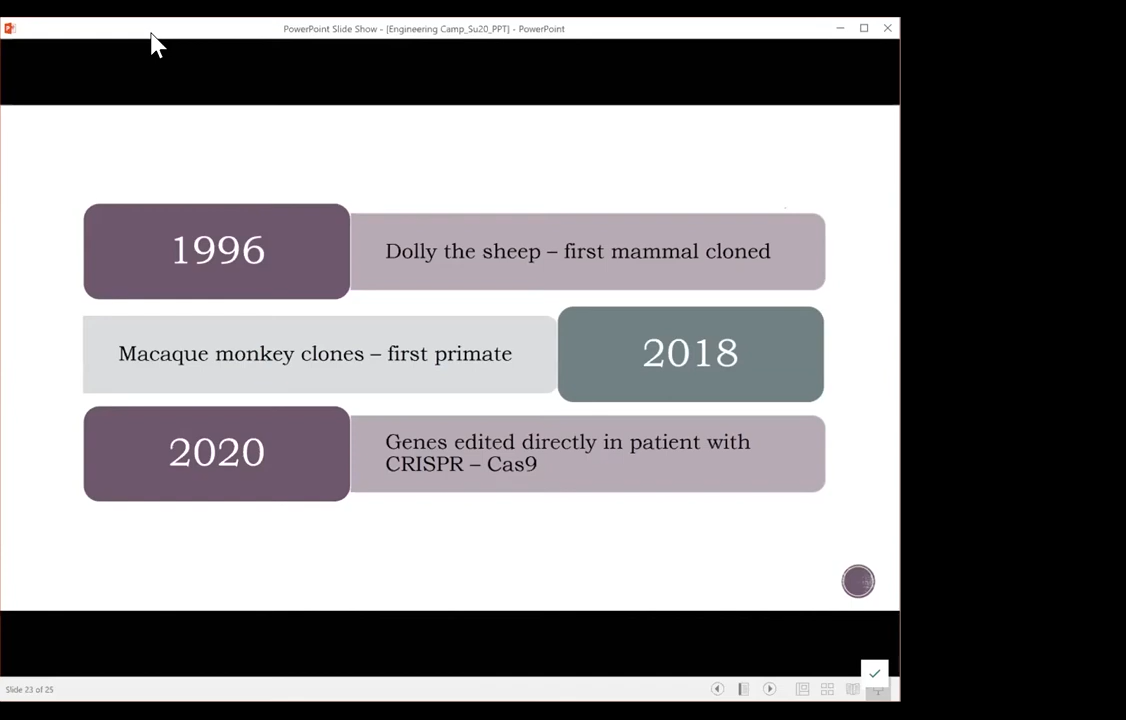 PowerPoint Slide Show - [Engineering Camp_Su20_PPT] - PowerPoint
1996
Dolly the sheep – first mammal cloned
Macaque monkey clones – first primate
2018
2020
Genes edited directly in patient with
CRISPR – Cas9
Slide 23 of 25